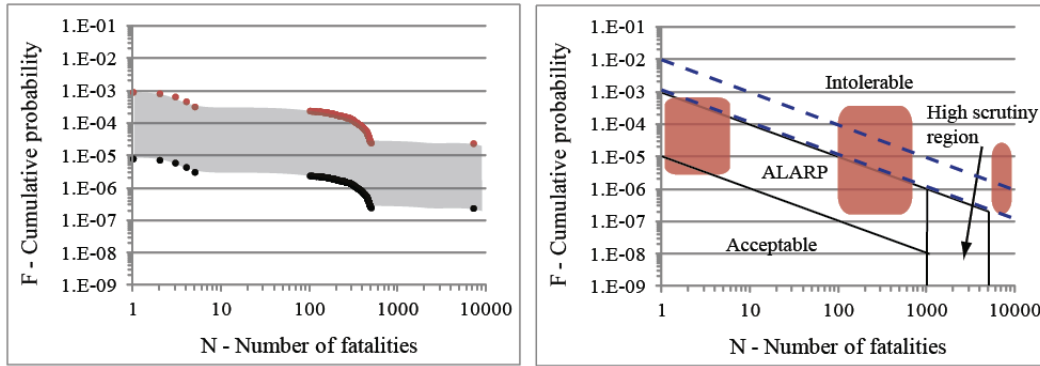 F - Cumulative probability
1.E-01
1.E-02
1.E-03
1.E-04
1.E-05
1.E-06
1.E-07
1.E-08
1.E-09
1
10
100
1000
10000
N - Number of fatalities
F - Cumulative probability
1.E-01
1.E-02
1.E-03
1.E-04
1.E-05
1.E-06
1.E-07
1.E-08
1.E-09
Intolerable
High scrutiny
region
ALARP
Acceptable
1
10
100
1000
10000
N - Number of fatalities